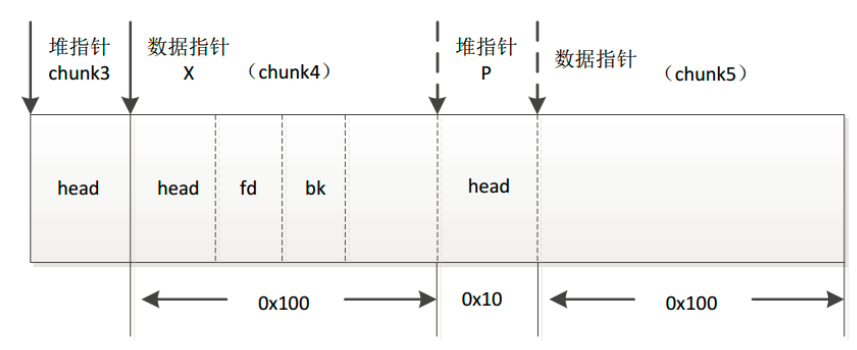 堆指针
chunk3
数据指针
X （chunk4）
堆指针
P
数据指针
（chunk5）
head
head
fd
bk
head
0x100
0x10
0x100